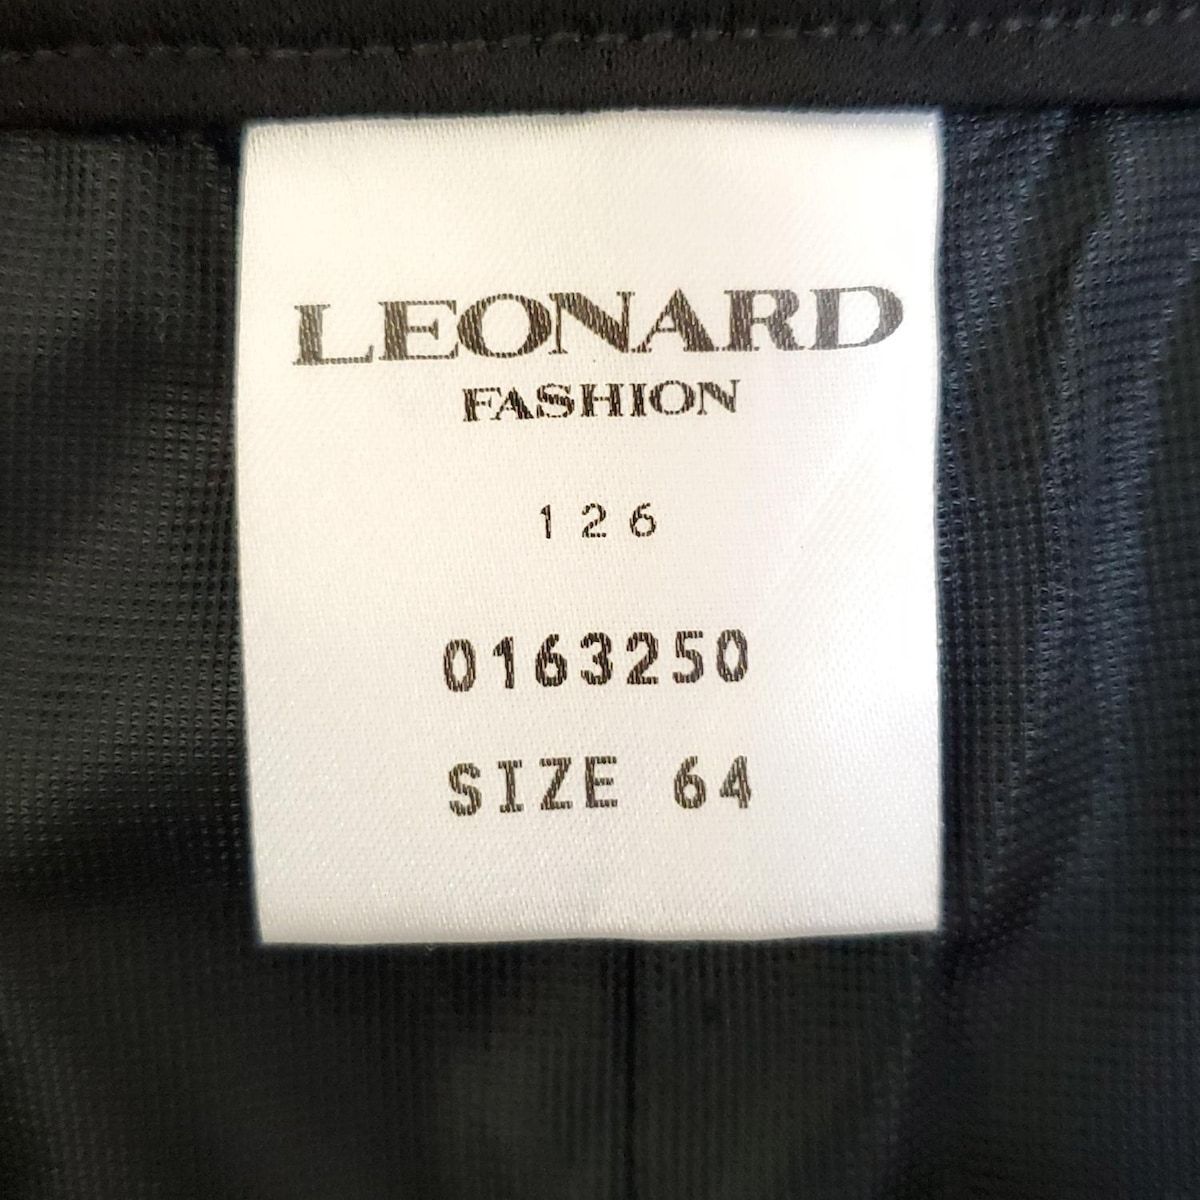 LEONARD
FASHION
126
0163250
SIZE 64